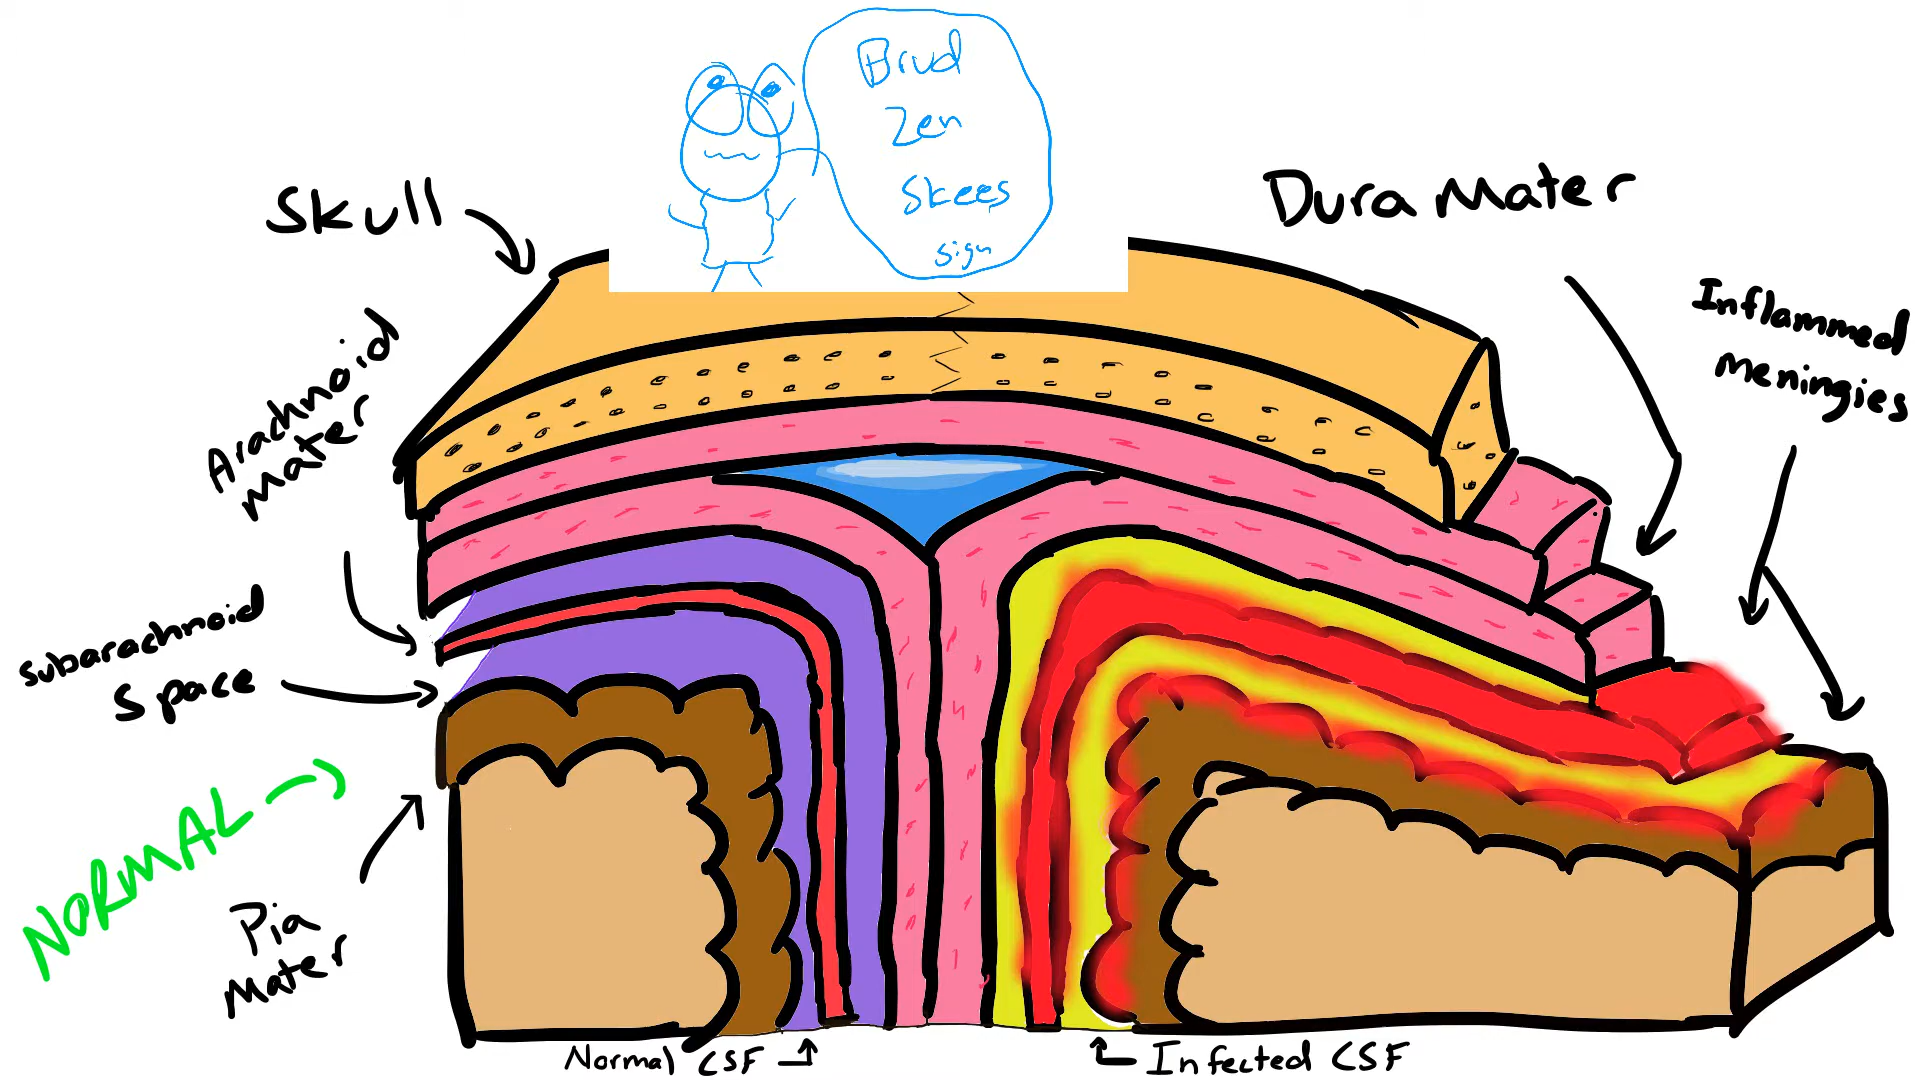 Brud
Zen
Skees
sign
Skull
Dura Mater
Inflammed
meningies
Arachnoid
Mater
subarachnoid
Space
NORMAL
Pia
Mater
Normal CSF
Infected CSF